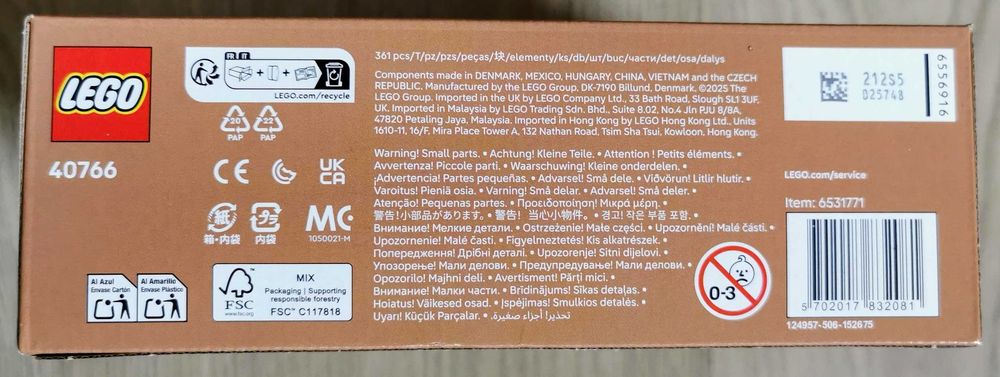 LEGO
40766
FR IT
LEGO.com/recycle
20
PAP
22
PAP
CE
UK
CA
紙
箱・内袋
プラ
内袋
MC
1050021-M
Al Azul
Envase Cartón
Al Amarillo
Envase Plástico
FSC
www.fsc.org
MIX
Packaging | Supporting
responsible forestry
FSC™ C117818
361 pcs/T/pz/pzs/peças/块/elementy/ks/db/шт/buc/части/det/osa/dalys
Components made in DENMARK, MEXICO, HUNGARY, CHINA, VIETNAM and the CZECH
REPUBLIC. Manufactured by the LEGO Group, DK-7190 Billund, Denmark. ©2025 The
LEGO Group. Imported in the UK by LEGO Company Ltd., 33 Bath Road, Slough SL1 3UF,
UK. Imported in Malaysia by LEGO Trading Sdn. Bhd., Suite 8.02, No.4, Jln PJU 8/8A,
47820 Petaling Jaya. Imported in Hong Kong by LEGO Hong Kong Ltd., Units
1610-11, 16/F, Mira Place Tower A, 132 Nathan Road, Tsim Sha Tsui, Kowloon, Hong Kong.
Warning! Small parts. • Achtung! Kleine Teile. • Attention ! Petits éléments. •
Avvertenza! Piccole parti. • Waarschuwing! Kleine onderdelen. •
¡Advertencia! Partes pequeñas. • Advarsel! Små dele. • Viðvörun! Litlir hlutir. •
Varoitus! Pieniä osia. • Varning! Små delar. • Advarsel! Små deler. •
Atenção! Pequenas partes. • Προειδοποίηση! Μικρά μέρη. •
警告!小部品があります。 • 警告！当心小物件。 • 경고! 작은 부품 포함. •
Внимание! Мелкие детали. • Ostrzeżenie! Małe części. • Upozornění! Malé části. •
Upozornenie! Malé časti. • Figyelmeztetés! Kis alkatrészek. •
Попередження! Дрібні деталі. • Upozorenje! Sitni dijelovi. •
Упозорење! Мали делови. • Предупредување! Мали делови. •
Opozorilo! Majhni deli. • Avertisment! Părți mici. •
Внимание! Малки части. • Brīdinājums! Sīkas detaļas. •
Hoiatus! Väikesed osad. • Įspėjimas! Smulkios detalės. •
Uyarı! Küçük Parçalar. • تحذير! أجزاء صغيرة.
0-3
212S5
D25748
6556916
LEGO.com/service
Item: 6531771
5 702017 832081
124957-506-152675